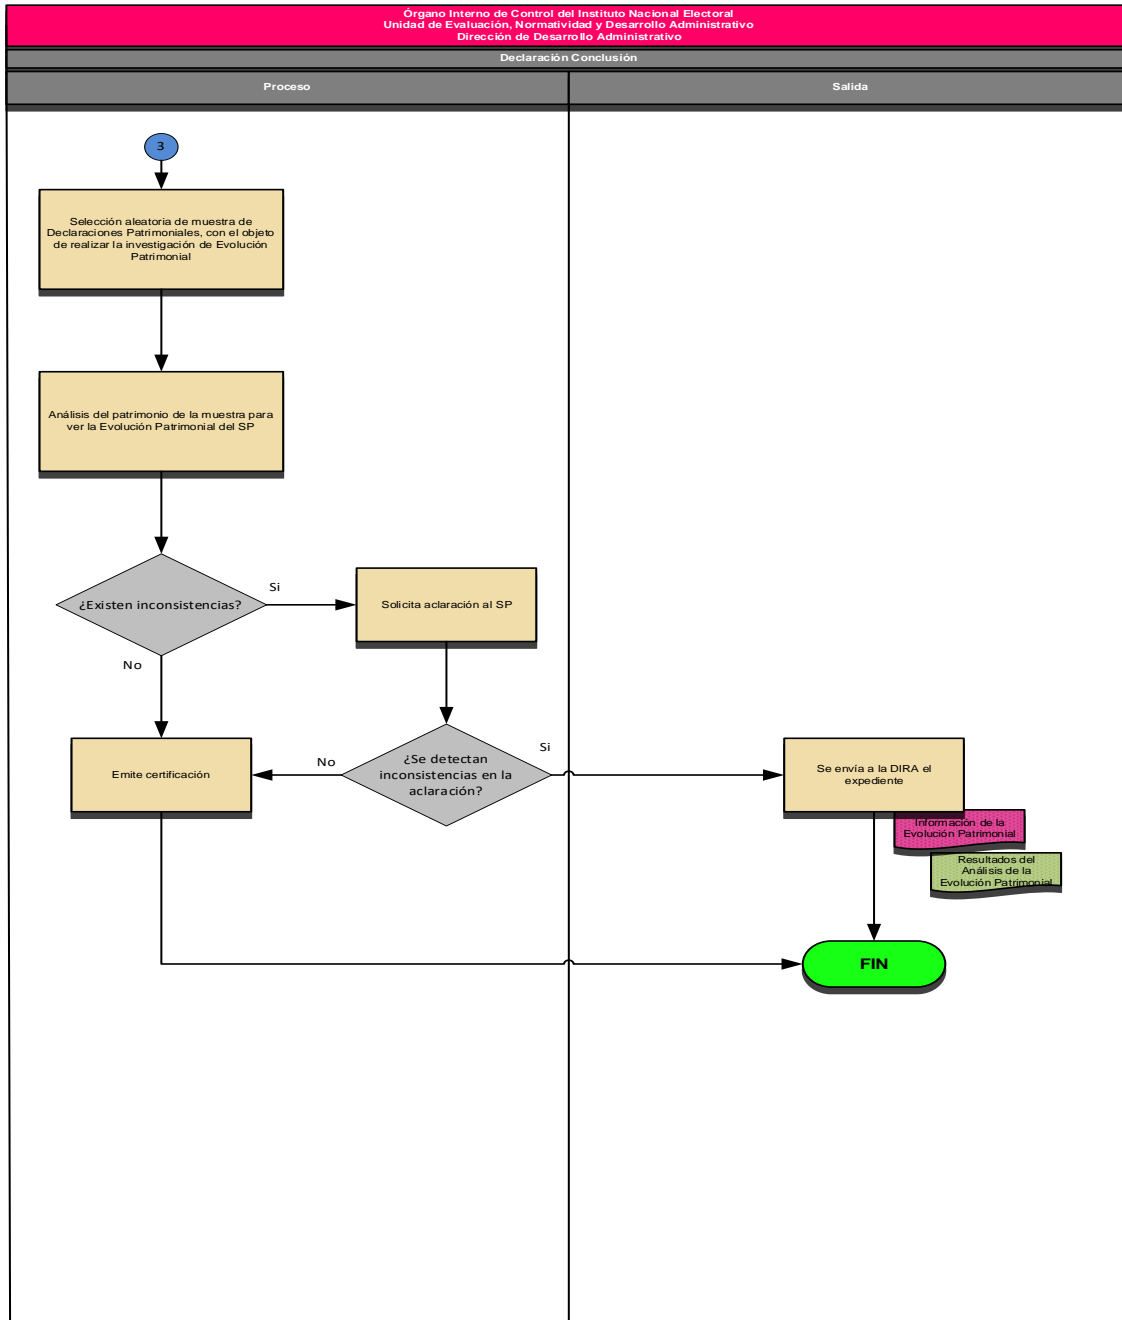 Órgano Interno de Control del Instituto Nacional Electoral
Unidad de Evaluación, Normatividad y Desarrollo Administrativo
Dirección de Desarrollo Administrativo
Declaración Conclusión
Proceso
Salida
3
Selección aleatoria de muestra de
Declaraciones Patrimoniales, con el objeto
de realizar la investigación de Evolución
Patrimonial
Análisis del patrimonio de la muestra para
ver la Evolución Patrimonial del SP
¿Existen inconsistencias?
Si
Solicita aclaración al SP
No
Emite certificación
No
¿Se detectan
inconsistencias en la
aclaración?
Si
Se envía a la DIRA el
expediente
Información de la
Evolución Patrimonial
Resultados del
Análisis de la
Evolución Patrimonial
FIN